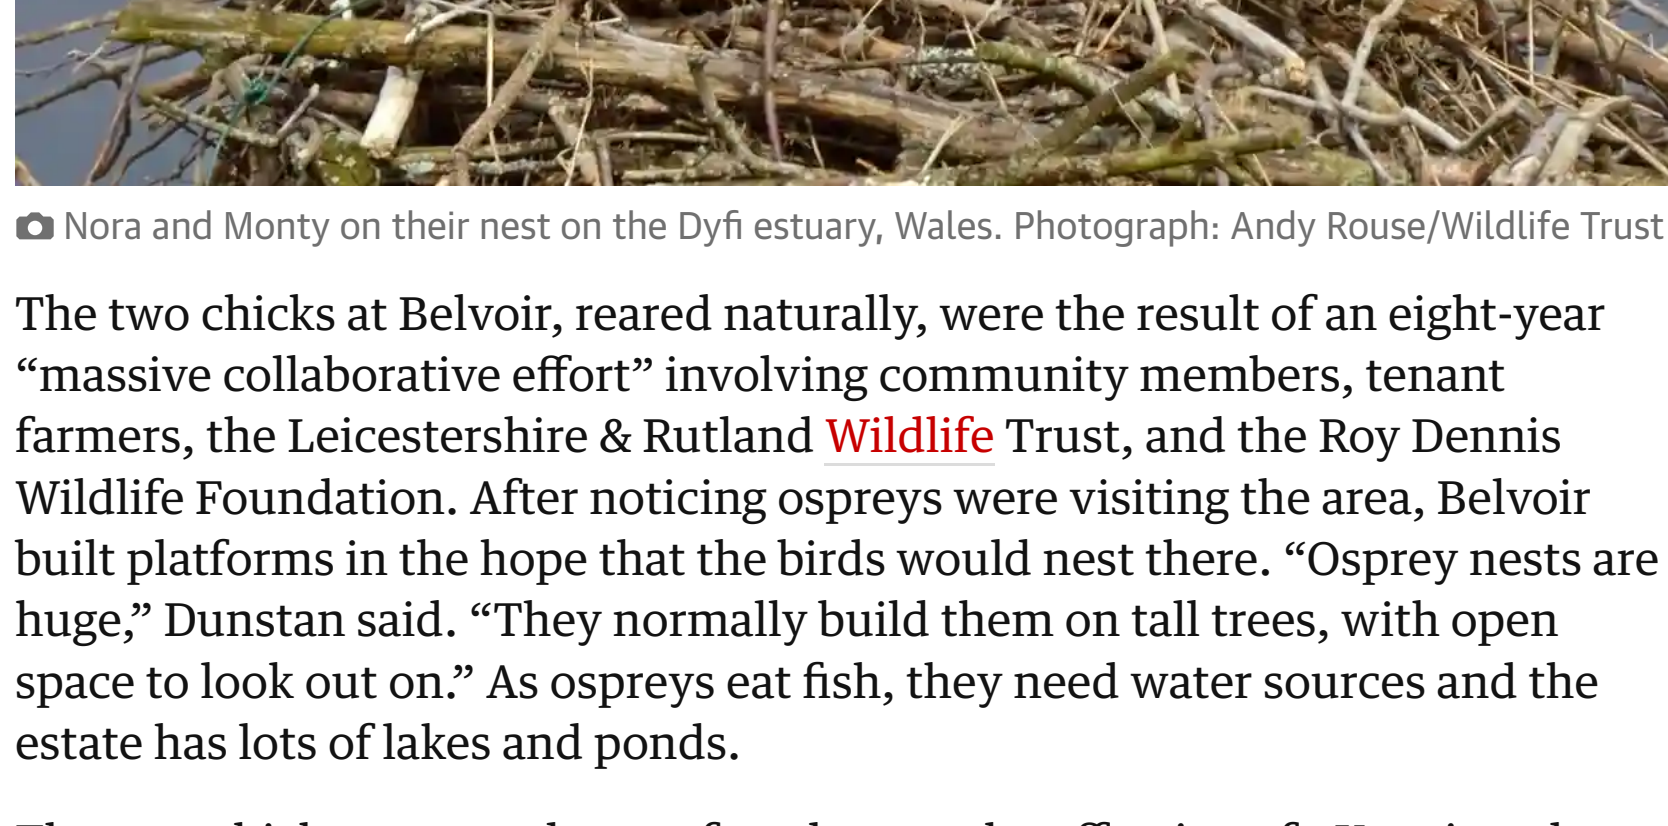 Nora and Monty on their nest on the Dyfi estuary, Wales. Photograph: Andy Rouse/Wildlife Trust
The two chicks at Belvoir, reared naturally, were the result of an eight-year
“massive collaborative effort” involving community members, tenant
farmers, the Leicestershire & Rutland Wildlife Trust, and the Roy Dennis
Wildlife Foundation. After noticing ospreys were visiting the area, Belvoir
built platforms in the hope that the birds would nest there. “Osprey nests are
huge,” Dunstan said. “They normally build them on tall trees, with open
space to look out on.” As ospreys eat fish, they need water sources and the
estate has lots of lakes and ponds.